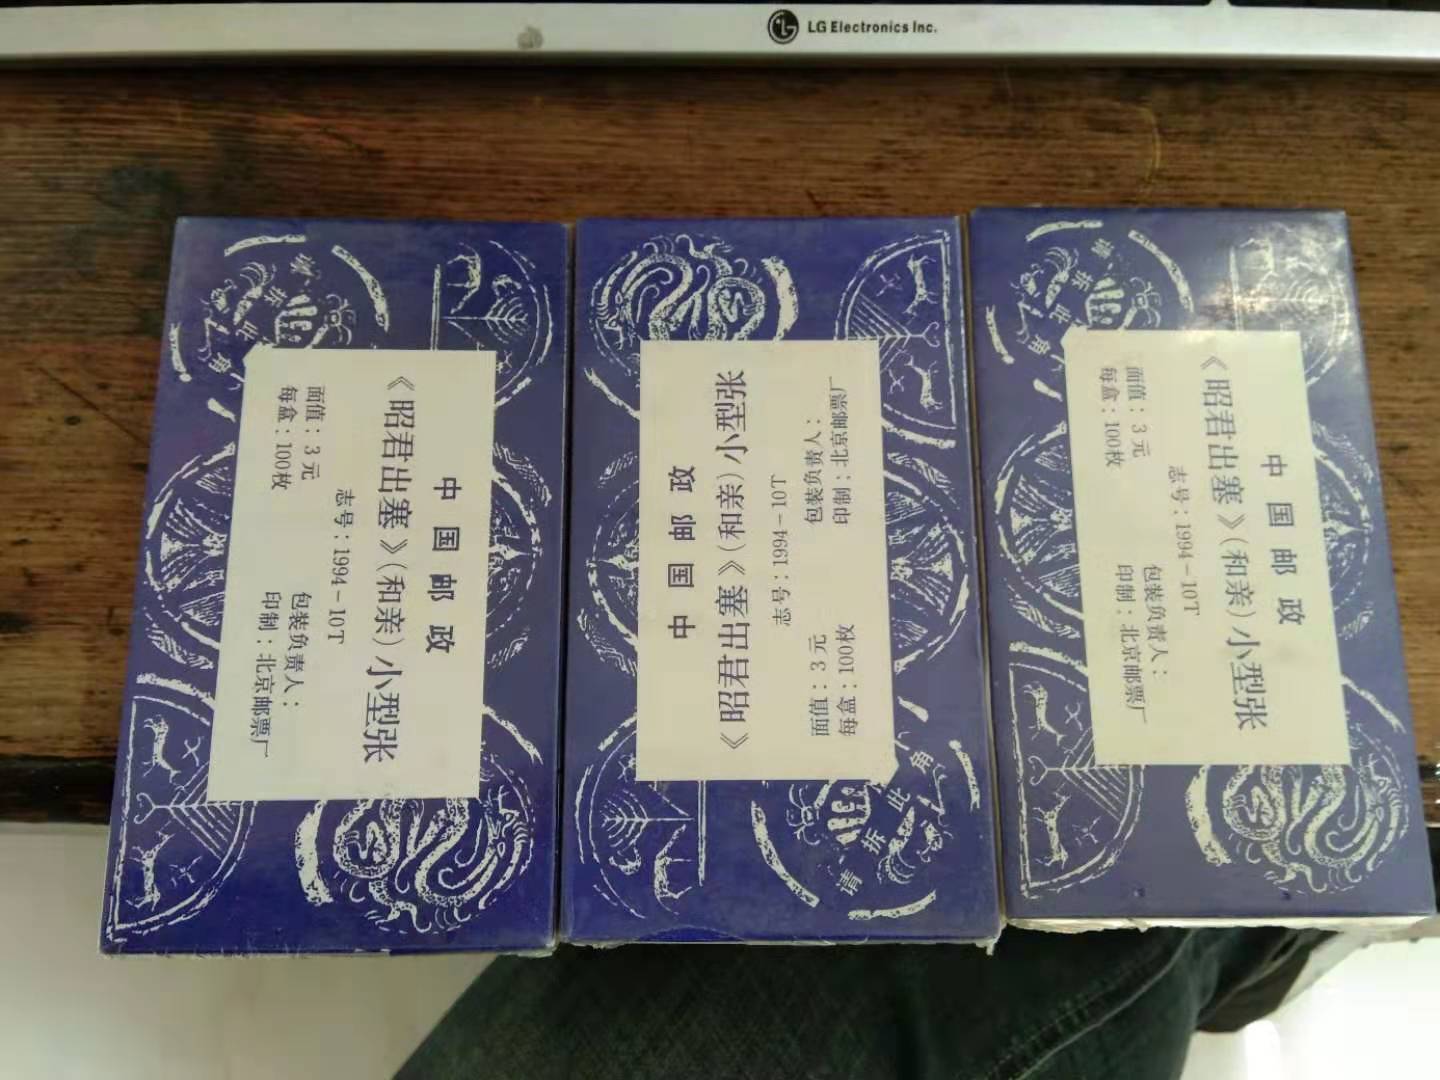 LG Electronics Inc.
中国邮政
《昭君出塞》(和亲)小型张
志号：1994-10T
面值：3元
每盒：100枚
包装负责人：
印制：北京邮票厂
请拆此角
中国邮政
《昭君出塞》(和亲)小型张
志号：1994-10T
面值：3元
每盒：100枚
包装负责人：
印制：北京邮票厂
请拆此角
中国邮政
《昭君出塞》(和亲)小型张
志号：1994-10T
面值：3元
每盒：100枚
包装负责人：
印制：北京邮票厂
请拆此角